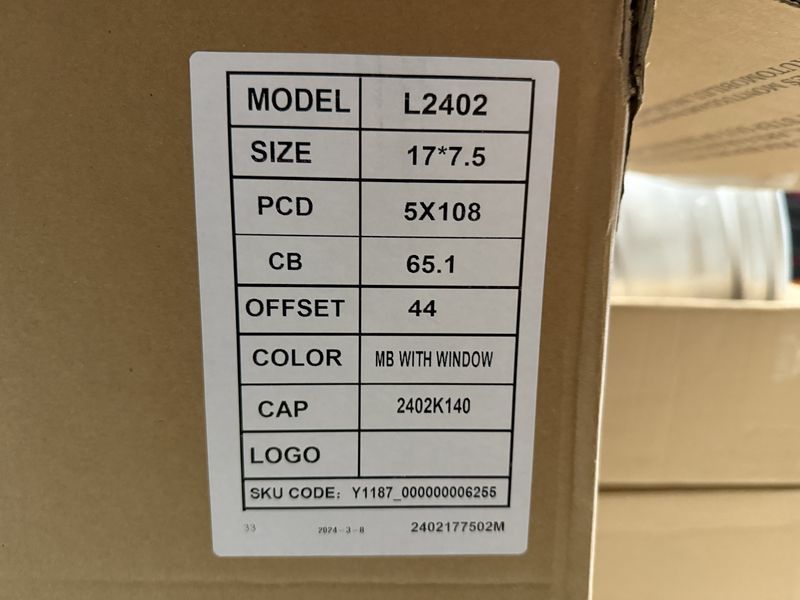 MODEL L2402
SIZE 17*7.5
PCD 5X108
CB 65.1
OFFSET 44
COLOR MB WITH WINDOW
CAP 2402K140
LOGO
SKU CODE: Y1187_000000006255
33 2024-3-8 2402177502M